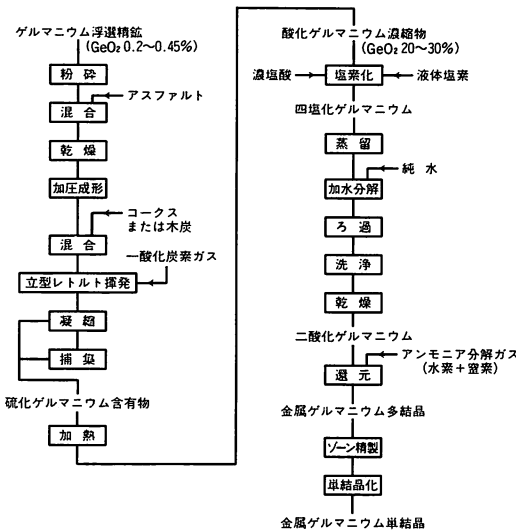 ゲルマニウム浮選精鉱
(GeO₂ 0.2〜0.45%)
粉砕
アスファルト
混合
乾燥
加圧成形
コークス
または木炭
混合
一酸化炭素ガス
立型レトルト揮発
凝縮
捕集
硫化ゲルマニウム含有物
加熱
酸化ゲルマニウム濃縮物
(GeO₂ 20〜30%)
濃塩酸
塩素化
液体塩素
四塩化ゲルマニウム
蒸留
純水
加水分解
ろ過
洗浄
乾燥
二酸化ゲルマニウム
アンモニア分解ガス
(水素+窒素)
還元
金属ゲルマニウム多結晶
ゾーン精製
単結晶化
金属ゲルマニウム単結晶